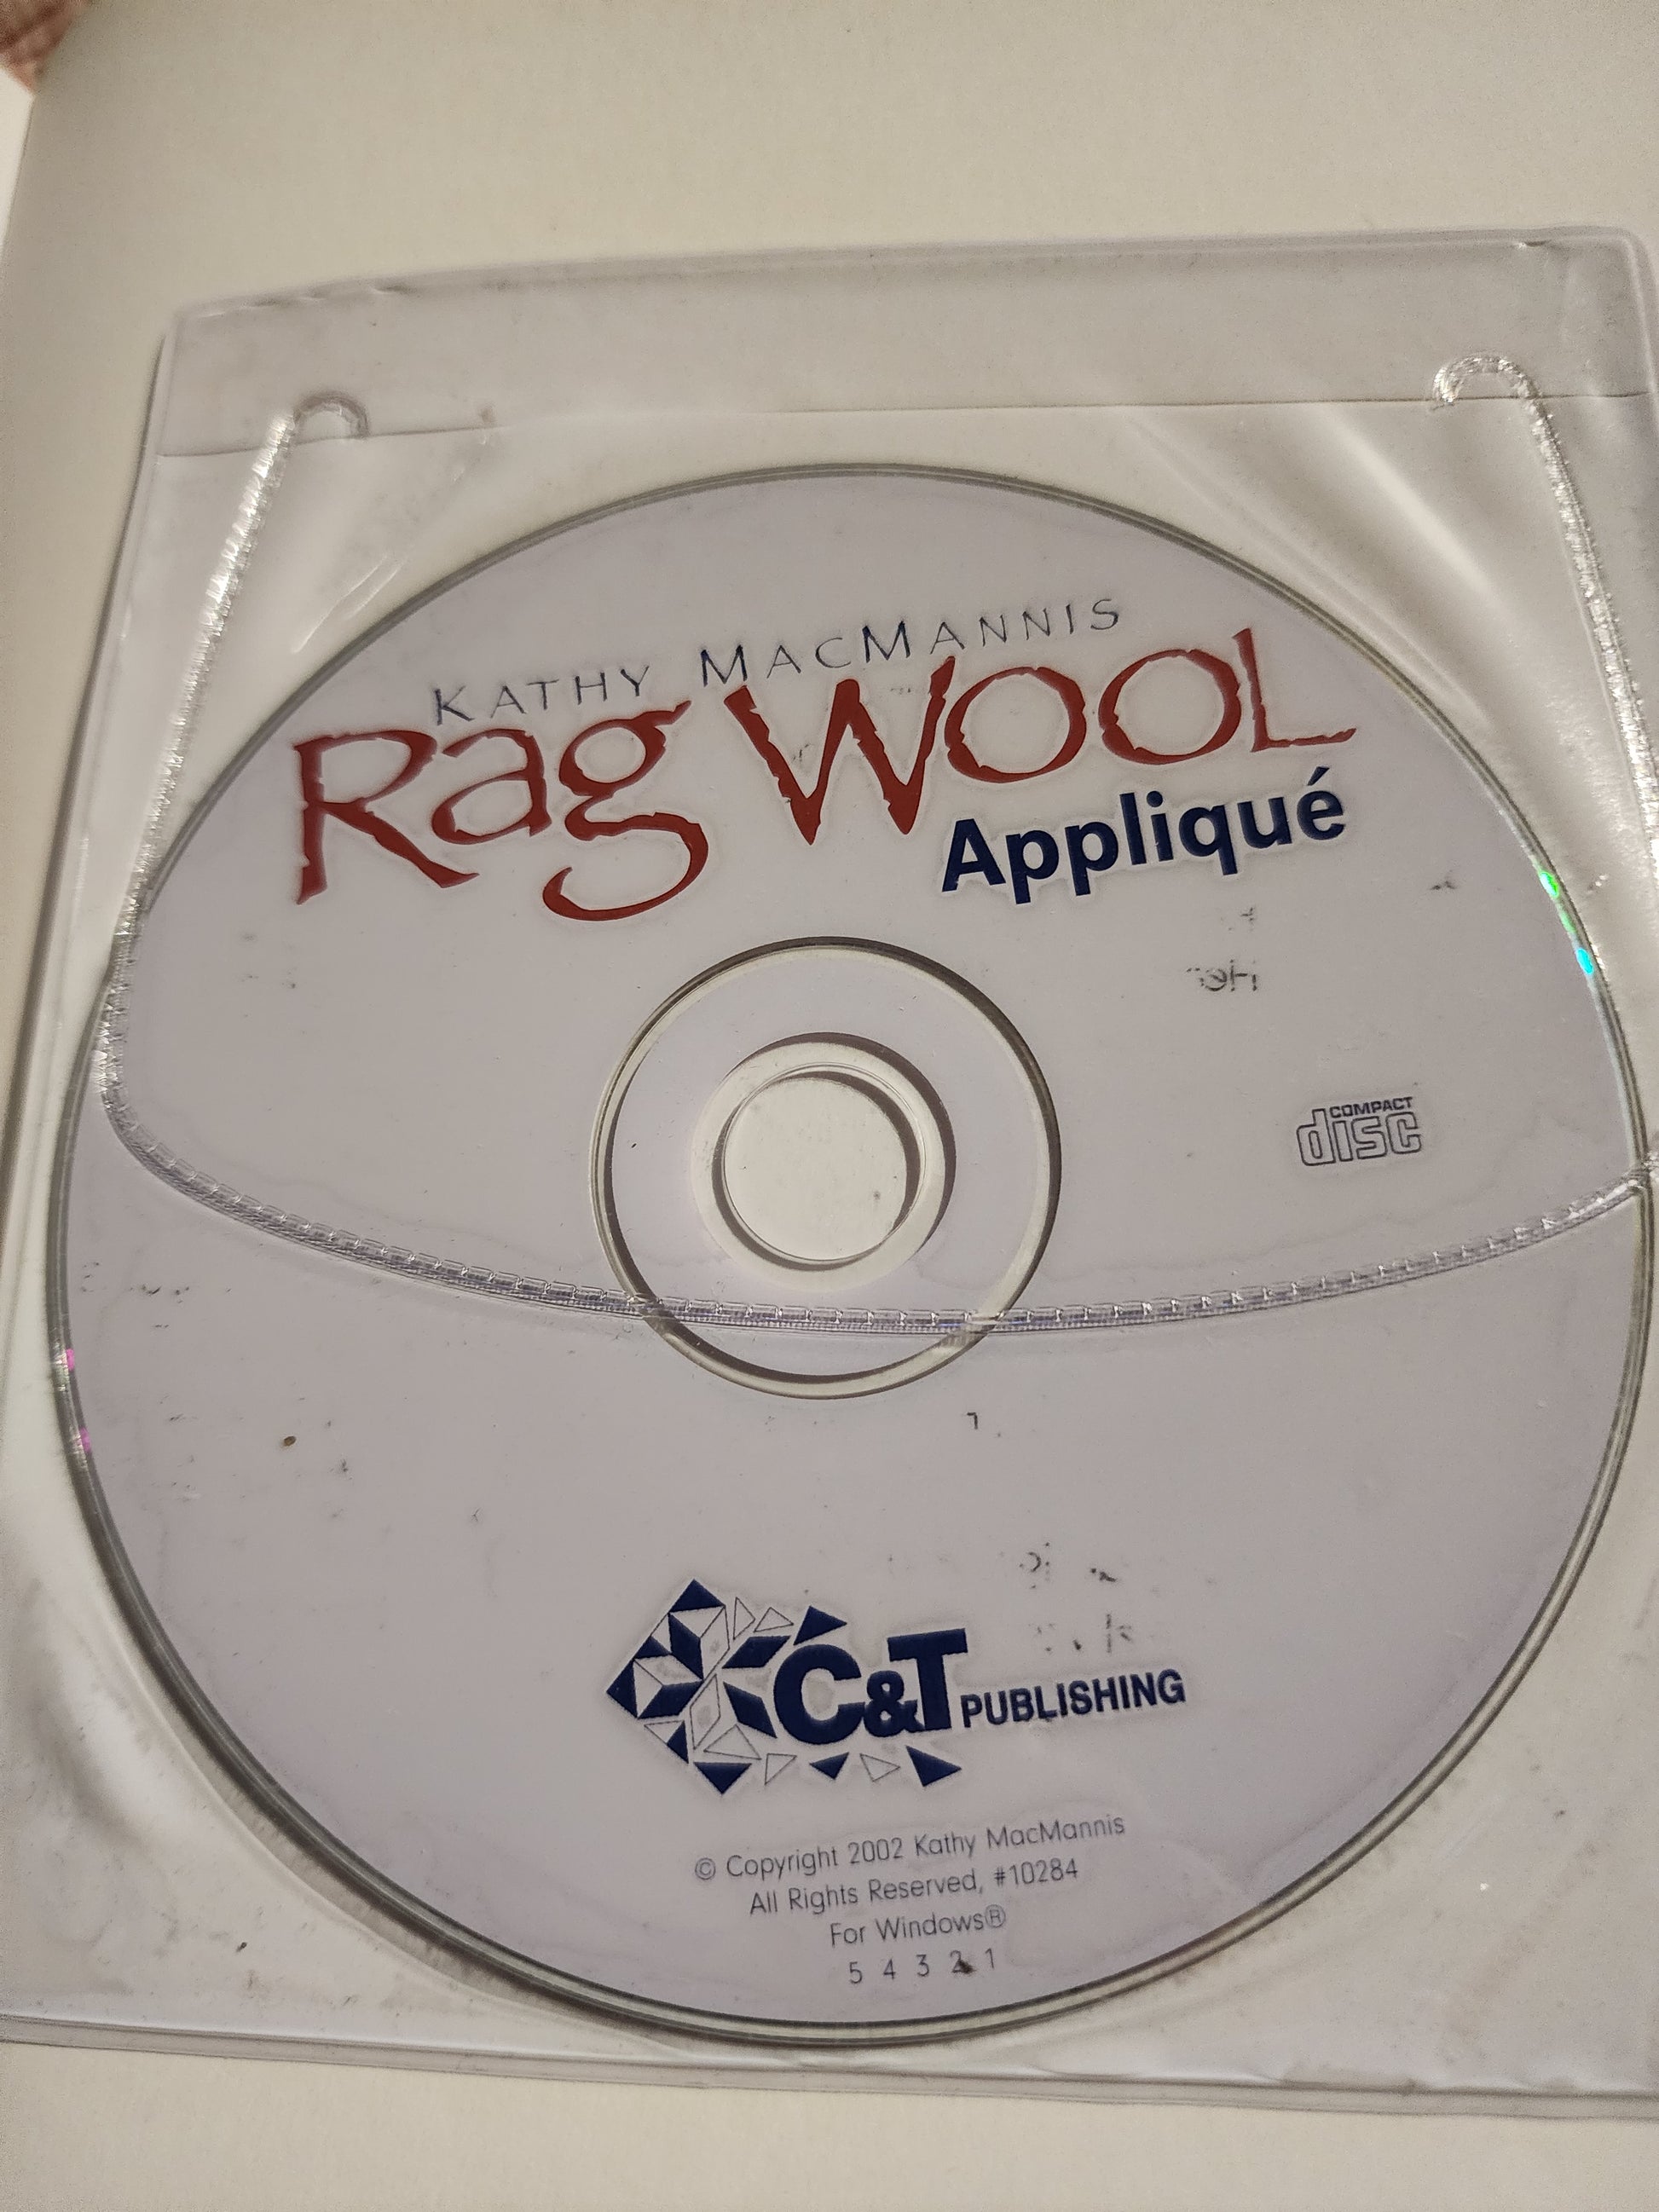 KATHY MACMANNIS
Rag WOOL
Appliqué
COMPACT
disc
C&T PUBLISHING
© Copyright 2002 Kathy MacMannis
All Rights Reserved, #10284
For Windows®
5 4 3 2 1